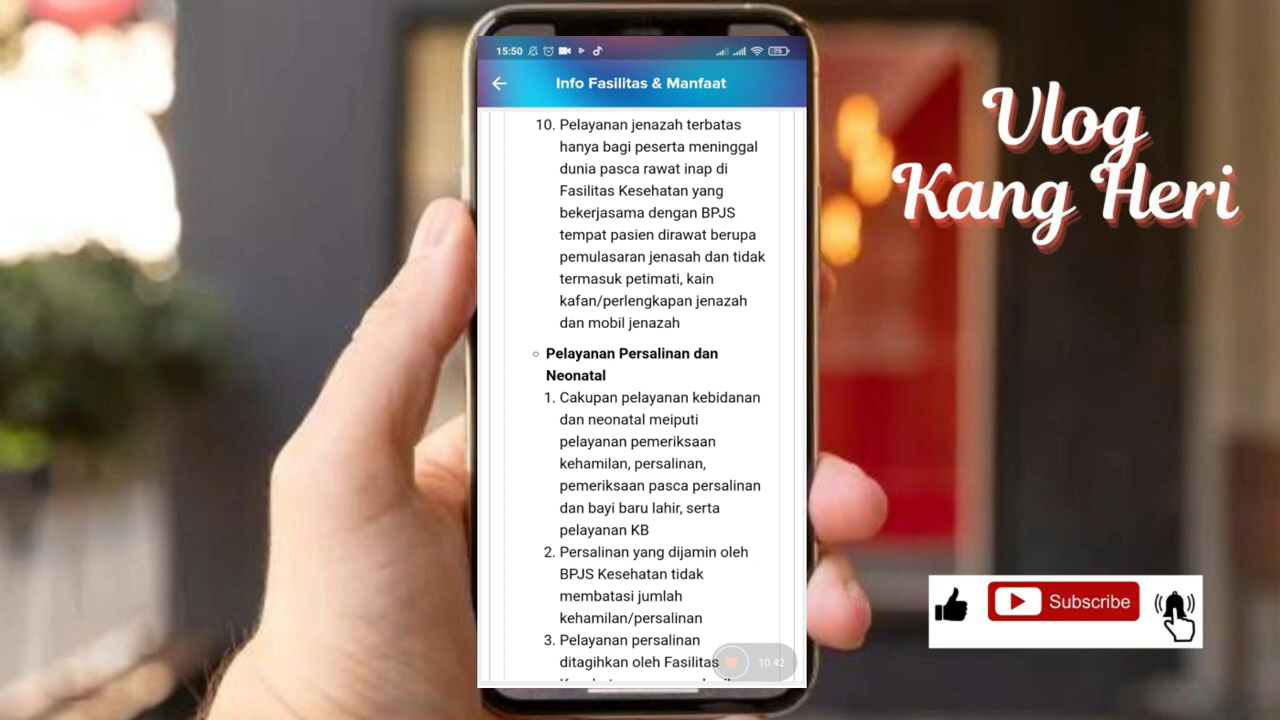 15:50
75
Info Fasilitas & Manfaat
10. Pelayanan jenazah terbatas
hanya bagi peserta meninggal
dunia pasca rawat inap di
Fasilitas Kesehatan yang
bekerjasama dengan BPJS
tempat pasien dirawat berupa
pemulasaran jenasah dan tidak
termasuk petimati, kain
kafan/perlengkapan jenazah
dan mobil jenazah
Pelayanan Persalinan dan
Neonatal
1. Cakupan pelayanan kebidanan
dan neonatal meiputi
pelayanan pemeriksaan
kehamilan, persalinan,
pemeriksaan pasca persalinan
dan bayi baru lahir, serta
pelayanan KB
2. Persalinan yang dijamin oleh
BPJS Kesehatan tidak
membatasi jumlah
kehamilan/persalinan
3. Pelayanan persalinan
ditagihkan oleh Fasilitas
10.42
Vlog
Kang Heri
Subscribe